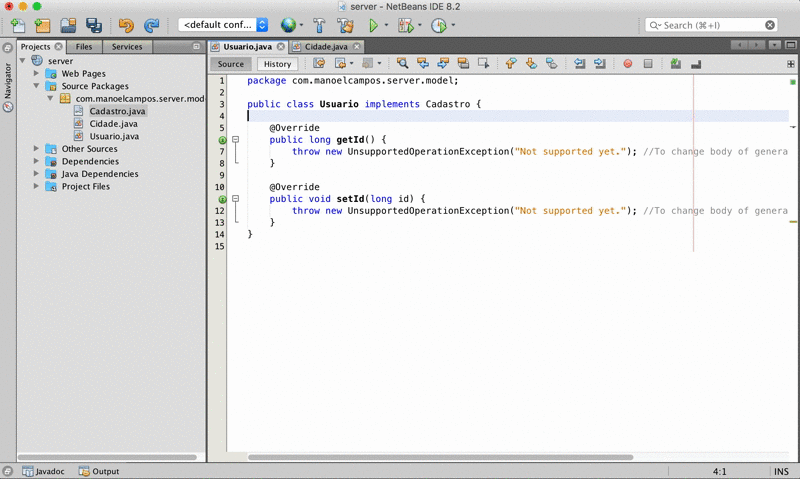 server - NetBeans IDE 8.2
<default conf...
Search (⌘+I)
Projects
Files
Services
Usuario.java
Cidade.java
Navigator
Source
History
server
Web Pages
Source Packages
com.manoelcampos.server.mode
Cadastro.java
Cidade.java
Usuario.java
Other Sources
Dependencies
Java Dependencies
Project Files
1 package com.manoelcampos.server.model;
2
3 public class Usuario implements Cadastro {
4
5 @Override
6 public long getId() {
7 throw new UnsupportedOperationException("Not supported yet."); //To change body of genera
8 }
9
10 @Override
11 public void setId(long id) {
12 throw new UnsupportedOperationException("Not supported yet."); //To change body of genera
13 }
14 }
15
Javadoc
Output
4:1
INS